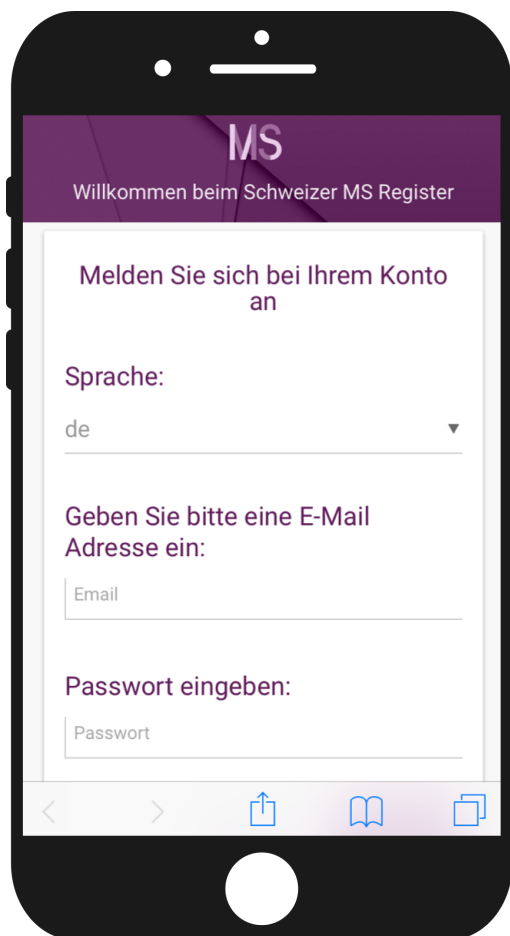 MS
Willkommen beim Schweizer MS Register
Melden Sie sich bei Ihrem Konto
an
Sprache:
de
Geben Sie bitte eine E-Mail
Adresse ein:
Email
Passwort eingeben:
Passwort